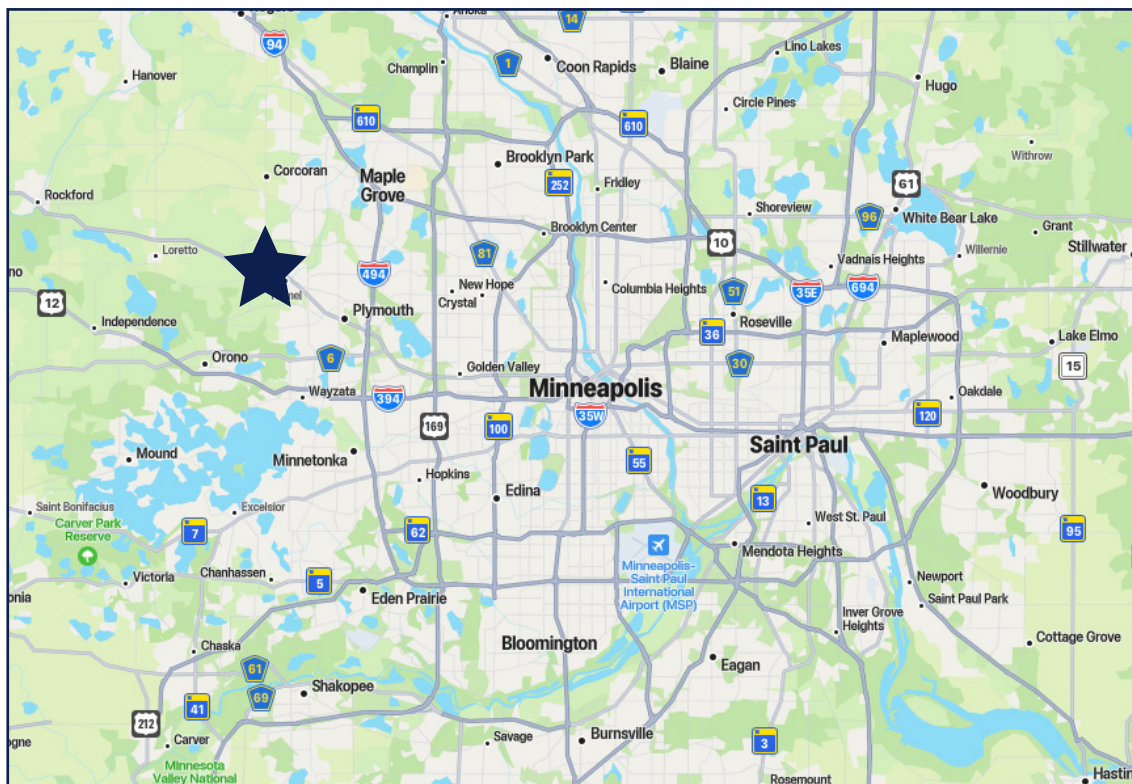 Rogers
Anoka
14
94
Lino Lakes
Hanover
Champlin
1
Coon Rapids
Blaine
Hugo
Circle Pines
610
610
Withrow
Brooklyn Park
Maple
Grove
Corcoran
252
Fridley
61
Rockford
Shoreview
96
White Bear Lake
Grant
Brooklyn Center
10
Stillwater
Loretto
81
Willernie
Vadnais Heights
494
New Hope
Columbia Heights
35E
694
Crystal
51
12
Plymouth
Roseville
Independence
36
Maplewood
Lake Elmo
Orono
6
30
15
Golden Valley
Wayzata
394
Minneapolis
Oakdale
35W
120
169
100
Mound
Minnetonka
Saint Paul
55
Hopkins
Edina
13
Woodbury
Saint Bonifacius
Excelsior
Carver Park
Reserve
7
62
West St. Paul
95
Mendota Heights
Minneapolis-
Saint Paul
International
Airport (MSP)
Victoria
Chanhassen
5
Eden Prairie
Newport
Saint Paul Park
Inver Grove
Heights
Chaska
Bloomington
Cottage Grove
61
Eagan
69
Shakopee
41
212
Carver
Savage
Burnsville
3
Minnesota
Valley National
Rosemount